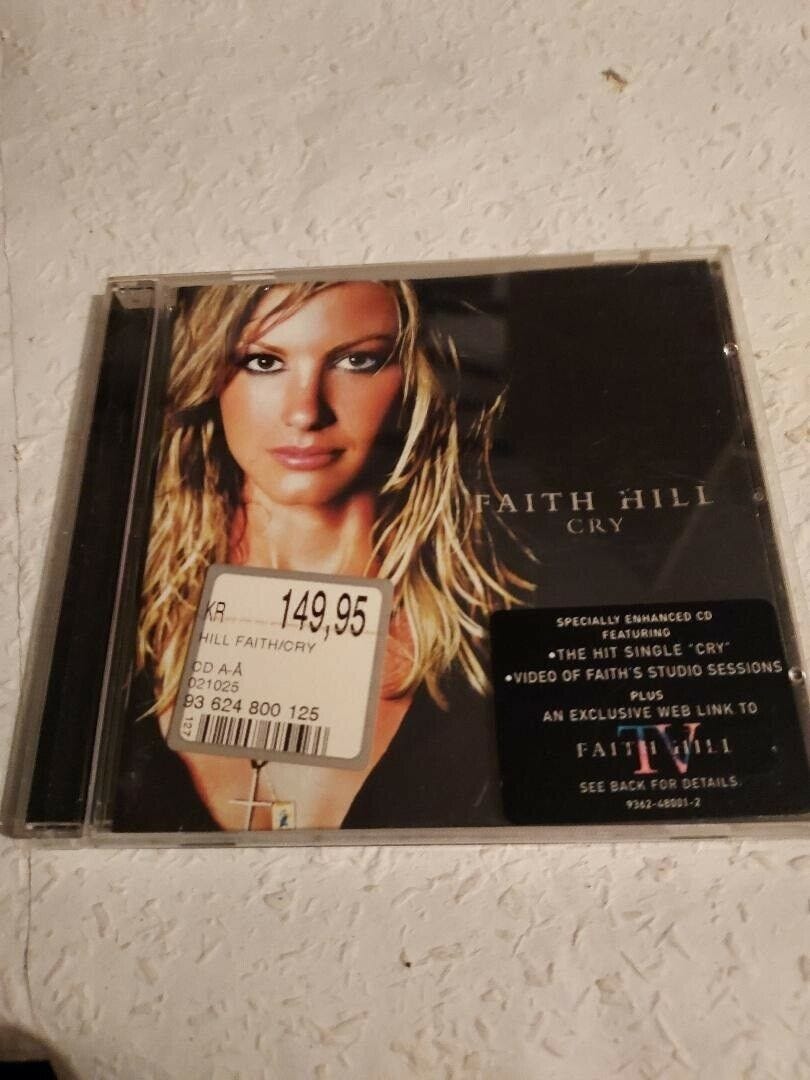 FAITH HILL
CRY
KR 149,95
HILL FAITH/CRY
CD A-Å
021025
93 624 800 125
127
SPECIALLY ENHANCED CD
FEATURING
•THE HIT SINGLE "CRY"
•VIDEO OF FAITH'S STUDIO SESSIONS
PLUS
AN EXCLUSIVE WEB LINK TO
FAITH HILL TV
SEE BACK FOR DETAILS.
9362-48001-2